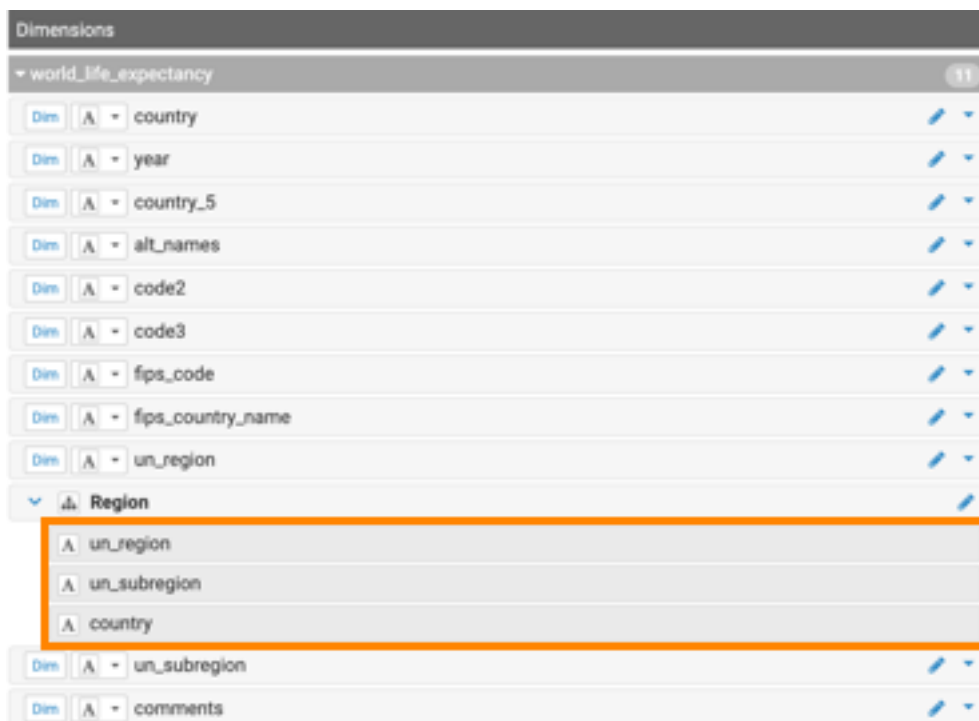 Dimensions
world_life_expectancy 11
Dim A country
Dim A year
Dim A country_5
Dim A alt_names
Dim A code2
Dim A code3
Dim A fips_code
Dim A fips_country_name
Dim A un_region
Region
A un_region
A un_subregion
A country
Dim A un_subregion
Dim A comments